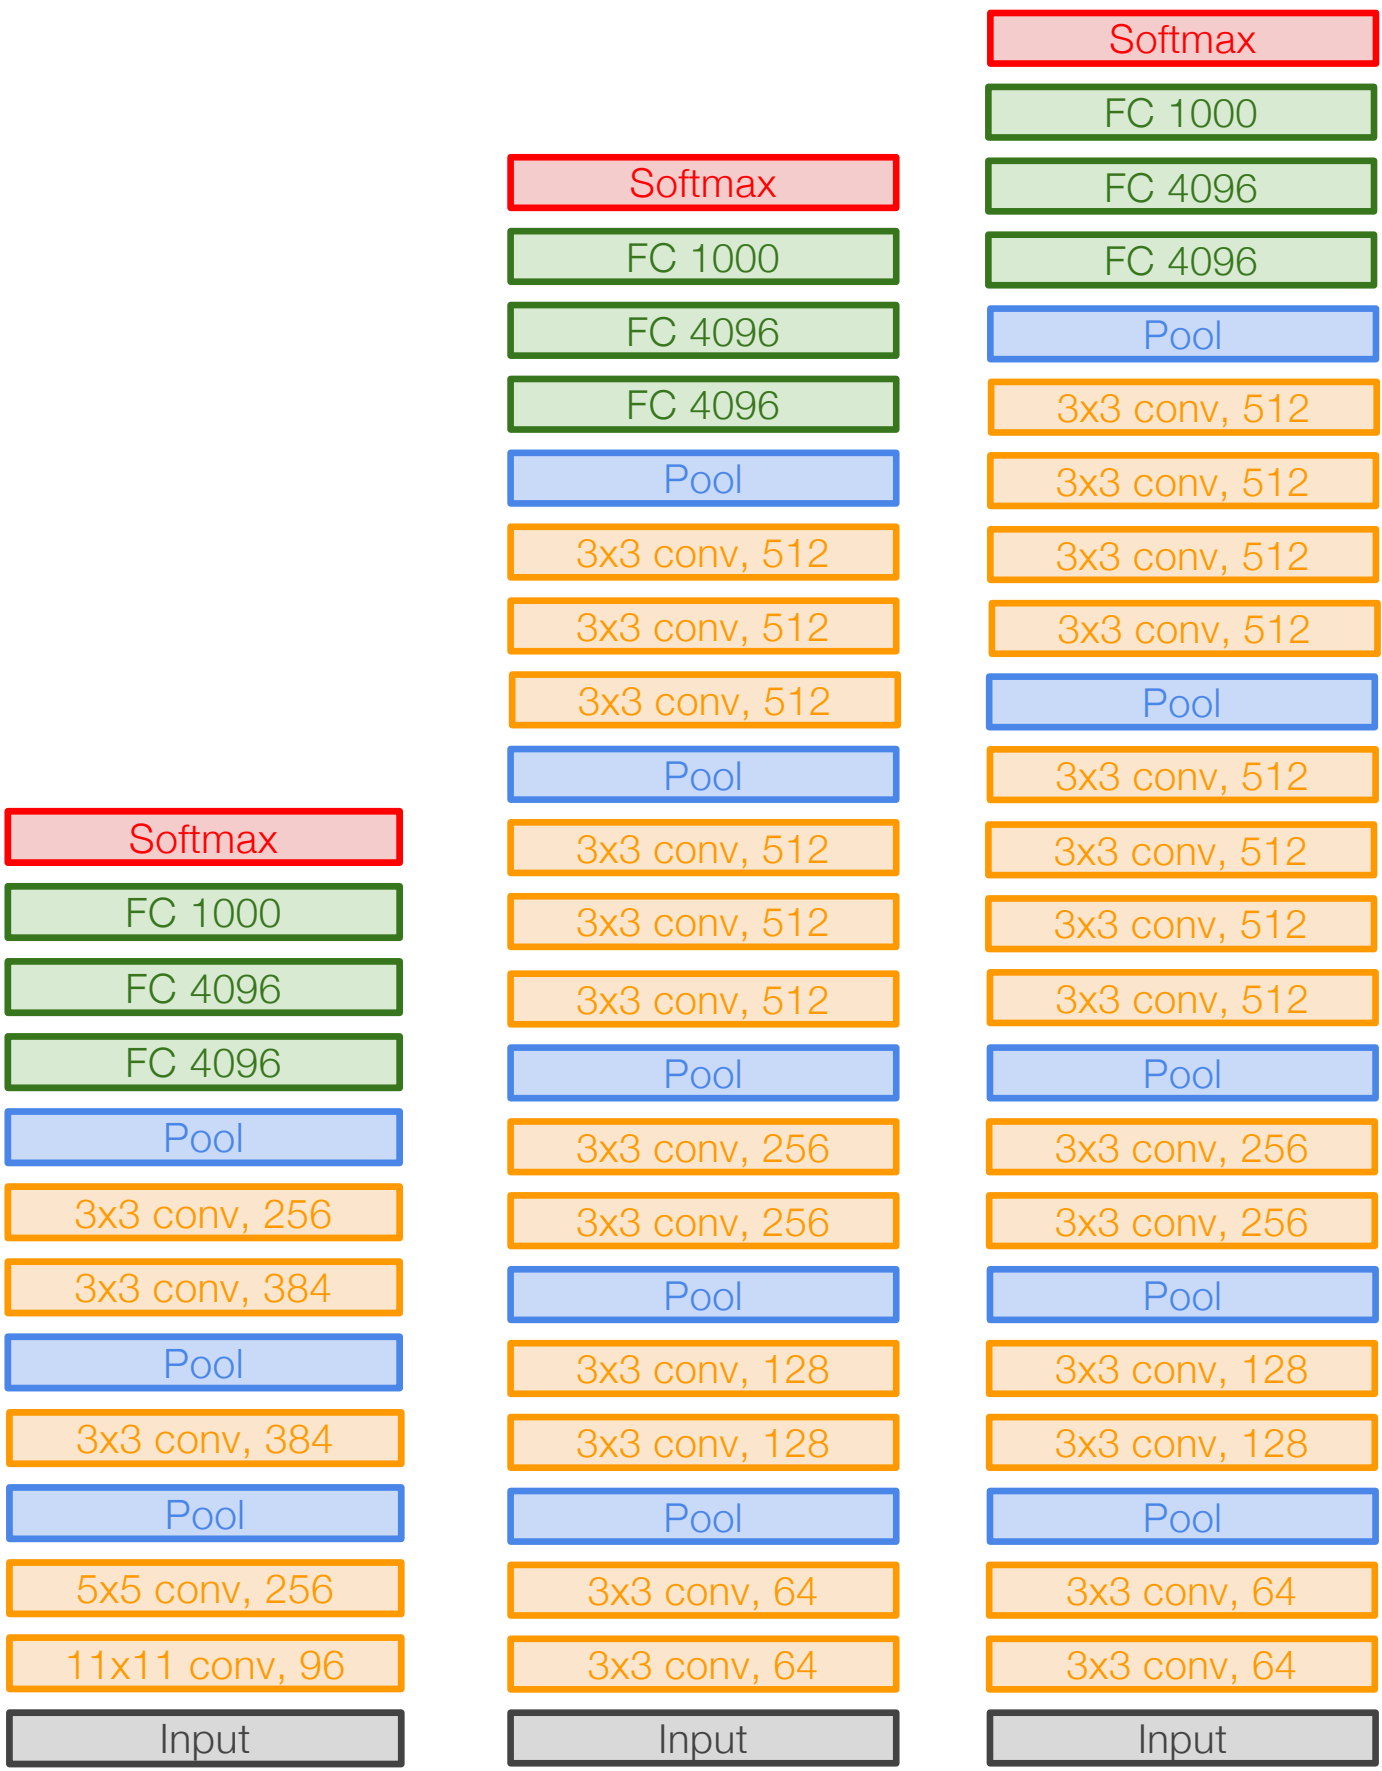 Softmax
FC 1000
FC 4096
FC 4096
Pool
3x3 conv, 256
3x3 conv, 384
Pool
3x3 conv, 384
Pool
5x5 conv, 256
11x11 conv, 96
Input
Softmax
FC 1000
FC 4096
FC 4096
Pool
3x3 conv, 512
3x3 conv, 512
3x3 conv, 512
Pool
3x3 conv, 512
3x3 conv, 512
3x3 conv, 512
Pool
3x3 conv, 256
3x3 conv, 256
Pool
3x3 conv, 128
3x3 conv, 128
Pool
3x3 conv, 64
3x3 conv, 64
Input
Softmax
FC 1000
FC 4096
FC 4096
Pool
3x3 conv, 512
3x3 conv, 512
3x3 conv, 512
3x3 conv, 512
Pool
3x3 conv, 512
3x3 conv, 512
3x3 conv, 512
3x3 conv, 512
Pool
3x3 conv, 256
3x3 conv, 256
Pool
3x3 conv, 128
3x3 conv, 128
Pool
3x3 conv, 64
3x3 conv, 64
Input